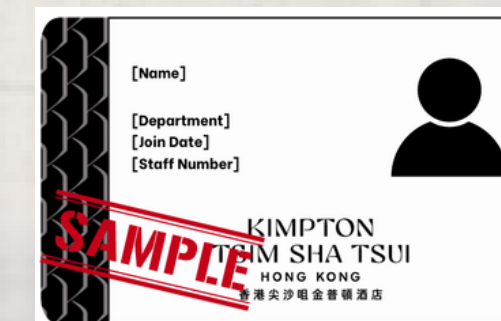 [Name]
[Department]
[Join Date]
[Staff Number]
SAMPLE
KIMPTON
TSIM SHA TSUI
HONG KONG
香港尖沙咀金普頓酒店